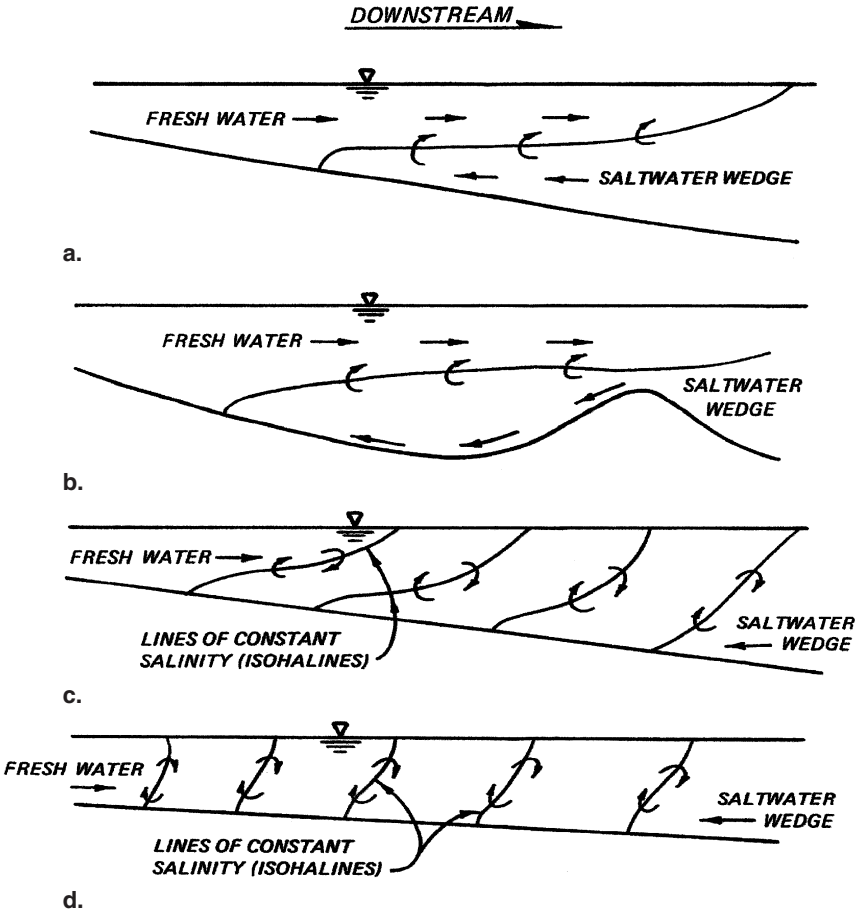 DOWNSTREAM
FRESH WATER
SALTWATER WEDGE
a.
FRESH WATER
SALTWATER
WEDGE
b.
FRESH WATER
LINES OF CONSTANT
SALINITY (ISOHALINES)
SALTWATER
WEDGE
c.
FRESH WATER
SALTWATER
WEDGE
LINES OF CONSTANT
SALINITY (ISOHALINES)
d.